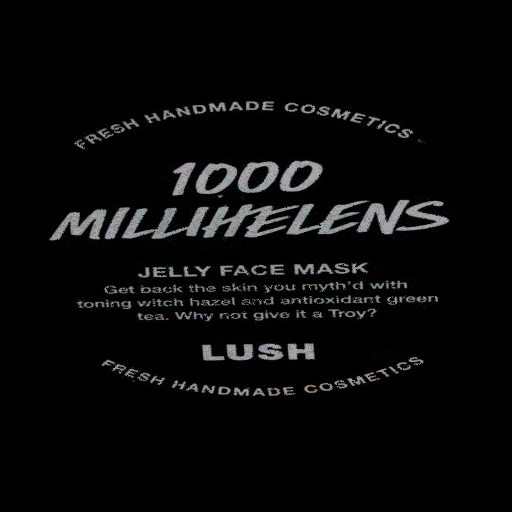 FRESH HANDMADE COSMETICS
1000
MILLIHELENS
JELLY FACE MASK
Get back the skin you myth'd with
toning witch hazel and antioxidant green
tea. Why not give it a Troy?
LUSH
FRESH HANDMADE COSMETICS